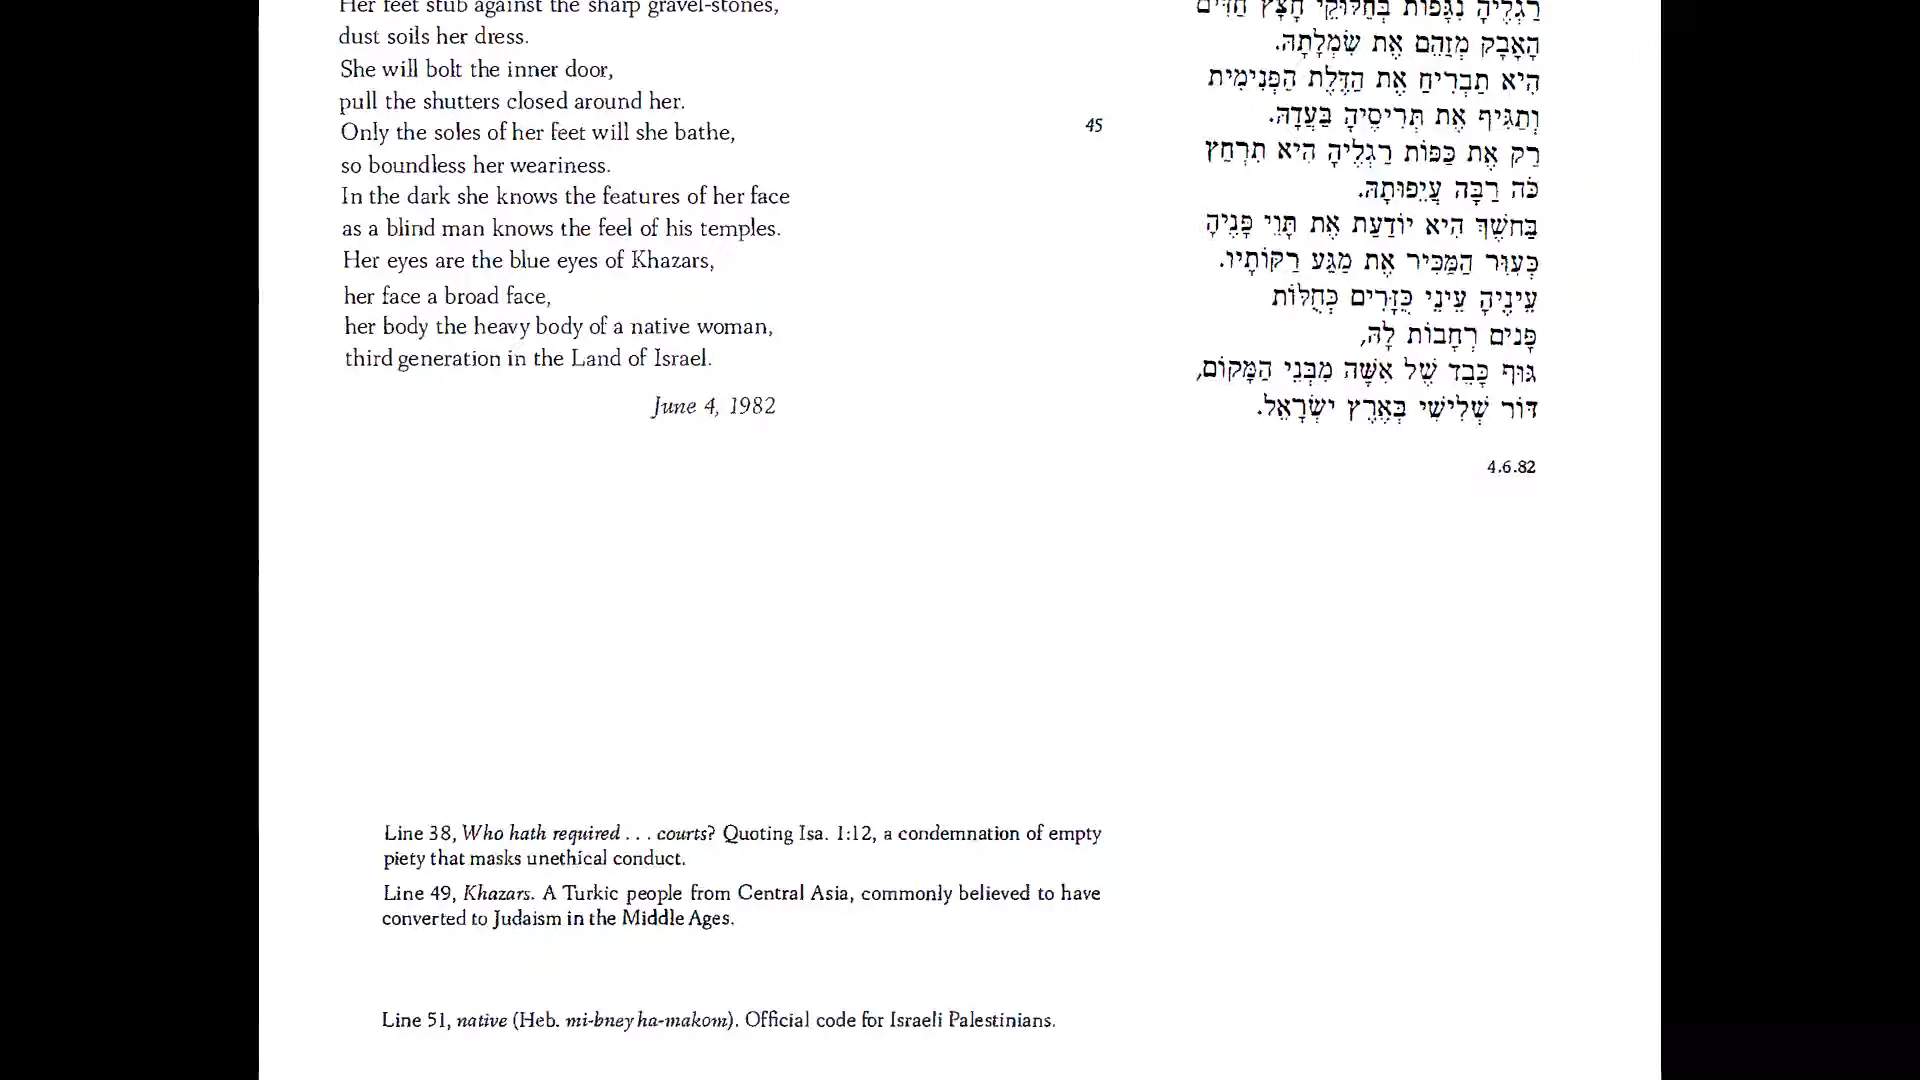 Her feet stub against the sharp gravel-stones,
dust soils her dress.
She will bolt the inner door,
pull the shutters closed around her.
Only the soles of her feet will she bathe,
so boundless her weariness.
In the dark she knows the features of her face
as a blind man knows the feel of his temples.
Her eyes are the blue eyes of Khazars,
her face a broad face,
her body the heavy body of a native woman,
third generation in the Land of Israel.
June 4, 1982
45
רַגְלֶיהָ נִגָּפוֹת בְּחַלּוּקֵי חָצָץ חַדִּים
הָאָבָק מְזַהֵם אֶת שִׂמְלָתָהּ.
הִיא תַבְרִיחַ אֶת הַדֶּלֶת הַפְּנִימִית
וְתַגִּיף אֶת תְּרִיסֶיהָ בַּעֲדָהּ.
רַק אֶת כַּפּוֹת רַגְלֶיהָ הִיא תִרְחַץ
כֹּה רַבָּה עֲיֵפוּתָהּ.
בַּחֹשֶׁךְ הִיא יוֹדַעַת אֶת תָּוֵי פָּנֶיהָ
כְּעִוֵּר הַמַּכִּיר אֶת מַגַּע רַקּוֹתָיו.
עֵינֶיהָ עֵינֵי כֻּזָרִים כְּחֻלּוֹת
פָּנִים רְחָבוֹת לָהּ,
גּוּף כָּבֵד שֶׁל אִשָּׁה מִבְּנֵי הַמָּקוֹם,
דּוֹר שְׁלִישִׁי בְּאֶרֶץ יִשְׂרָאֵל.
4.6.82
Line 38, Who hath required . . . courts? Quoting Isa. 1:12, a condemnation of empty
piety that masks unethical conduct.
Line 49, Khazars. A Turkic people from Central Asia, commonly believed to have
converted to Judaism in the Middle Ages.
Line 51, native (Heb. mi-bney ha-makom). Official code for Israeli Palestinians.